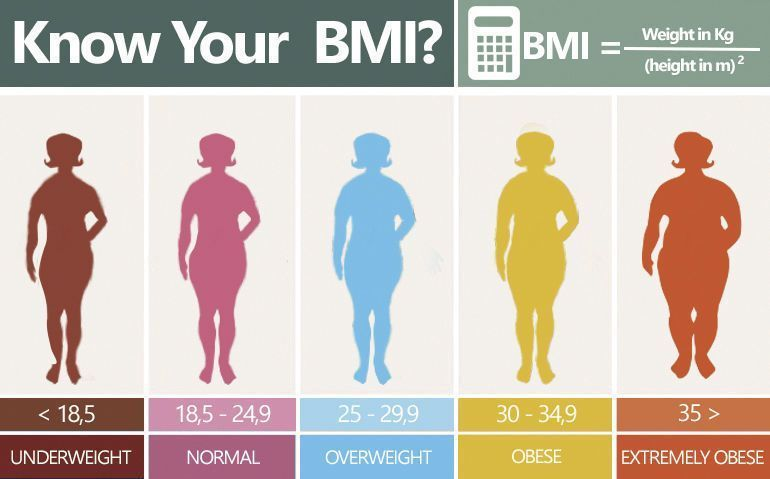 Know Your BMI?
BMI = Weight in Kg
(height in m)²
< 18,5
18,5 - 24,9
25 - 29,9
30 - 34,9
35 >
UNDERWEIGHT
NORMAL
OVERWEIGHT
OBESE
EXTREMELY OBESE